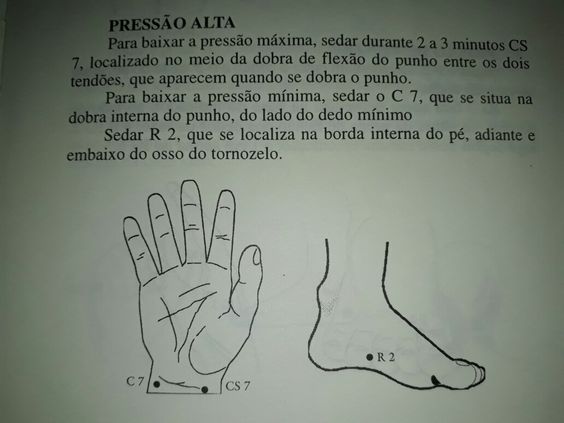 PRESSÃO ALTA
Para baixar a pressão máxima, sedar durante 2 a 3 minutos CS
7, localizado no meio da dobra de flexão do punho entre os dois
tendões, que aparecem quando se dobra o punho.
Para baixar a pressão mínima, sedar o C 7, que se situa na
dobra interna do punho, do lado do dedo mínimo
Sedar R 2, que se localiza na borda interna do pé, adiante e
embaixo do osso do tornozelo.
R 2
C 7
CS 7